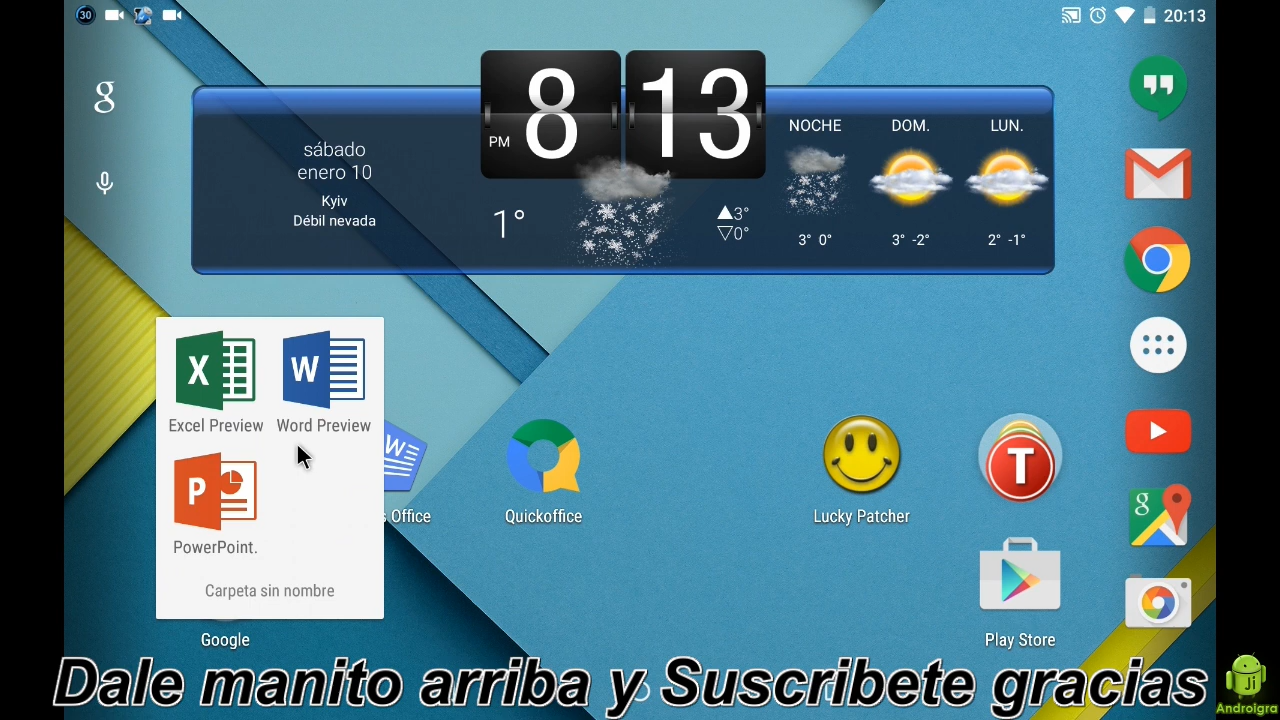 30
20:13
g
8
13
PM
sábado
enero 10
Kyiv
Débil nevada
1°
3°
0°
NOCHE
DOM.
LUN.
3° 0°
3° -2°
2° -1°
X
W
Excel Preview
Word Preview
P
PowerPoint.
Carpeta sin nombre
W
s Office
Quickoffice
Lucky Patcher
T
g
Google
Play Store
Dale manito arriba y Suscribete gracias
Ji
Androigra